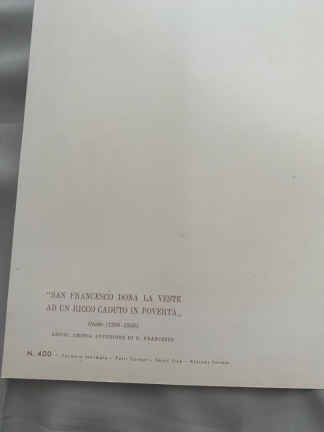 "SAN FRANCESCO DONA LA VESTE
AD UN RICCO CADUTO IN POVERTÀ„
Giotto (1266-1336)
ASSISI, CHIESA SUPERIORE DI S. FRANCESCO
N. 400 -